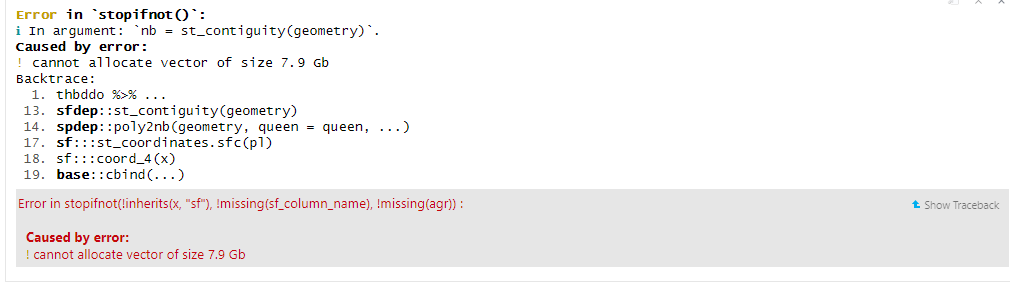 Error in `stopifnot()`:
ℹ In argument: `nb = st_contiguity(geometry)`.
Caused by error:
! cannot allocate vector of size 7.9 Gb
Backtrace:
1. thbddo %>% ...
13. sfdep::st_contiguity(geometry)
14. spdep::poly2nb(geometry, queen = queen, ...)
17. sf:::st_coordinates.sfc(pl)
18. sf:::coord_4(x)
19. base::cbind(...)
Error in stopifnot(!inherits(x, "sf"), !missing(sf_column_name), !missing(agr)) :
Show Traceback
Caused by error:
! cannot allocate vector of size 7.9 Gb